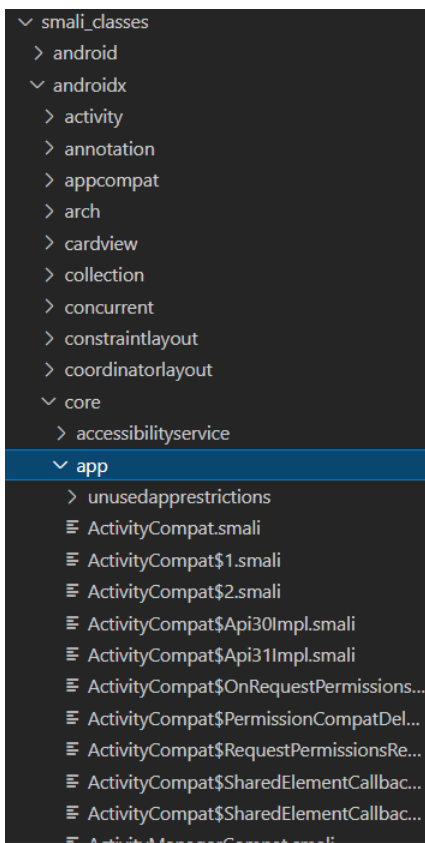 smali_classes
android
androidx
activity
annotation
appcompat
arch
cardview
collection
concurrent
constraintlayout
coordinatorlayout
core
accessibilityservice
app
unusedapprestrictions
ActivityCompat.smali
ActivityCompat$1.smali
ActivityCompat$2.smali
ActivityCompat$Api30Impl.smali
ActivityCompat$Api31Impl.smali
ActivityCompat$OnRequestPermissions...
ActivityCompat$PermissionCompatDel...
ActivityCompat$RequestPermissionsRe...
ActivityCompat$SharedElementCallbac...
ActivityCompat$SharedElementCallbac...